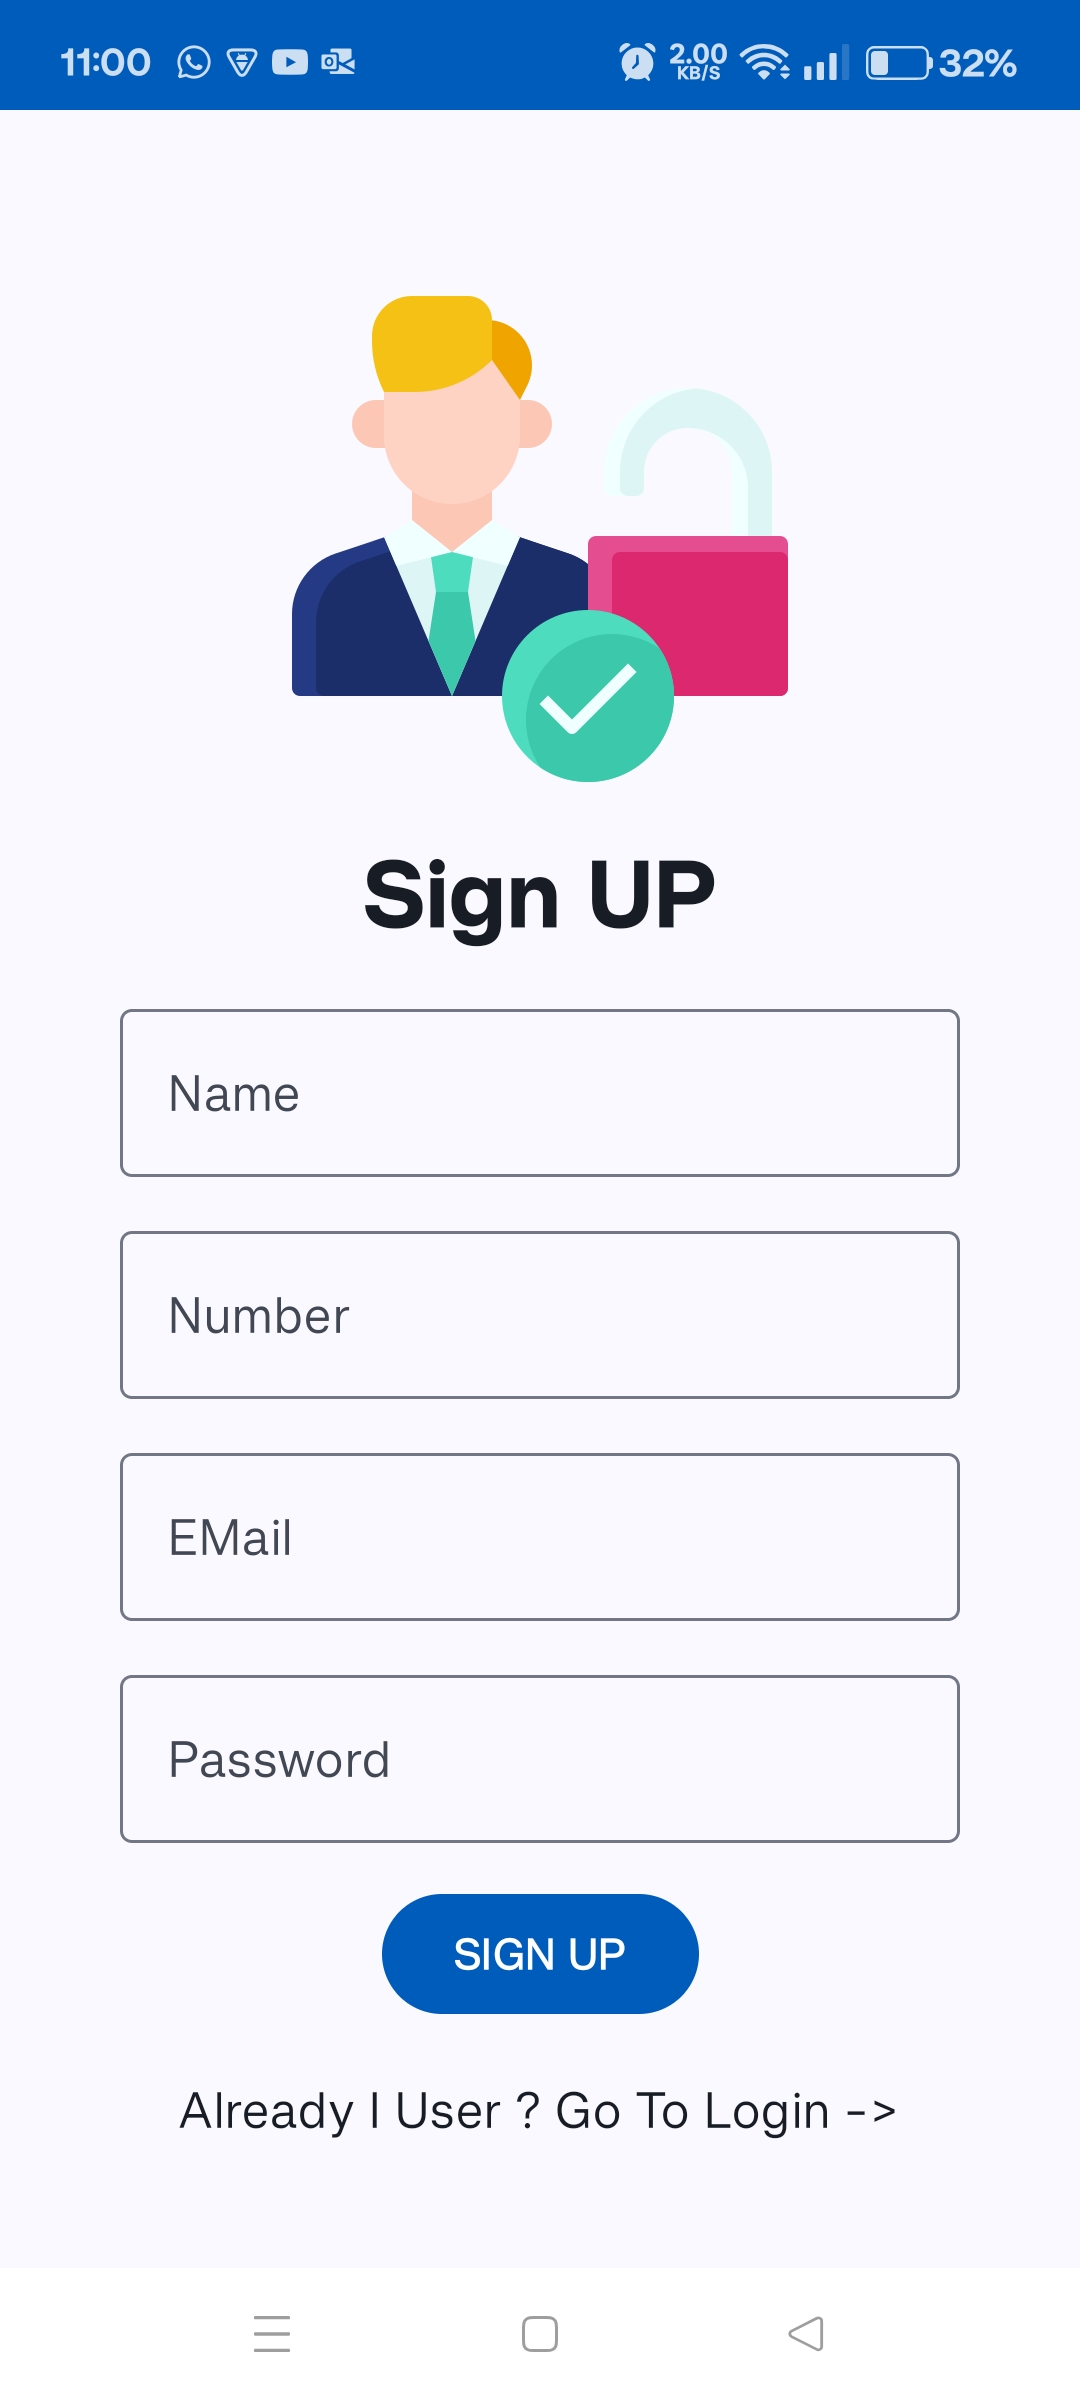 11:00 2.00 KB/S 32%
Sign UP
Name
Number
EMail
Password
SIGN UP
Already I User ? Go To Login ->